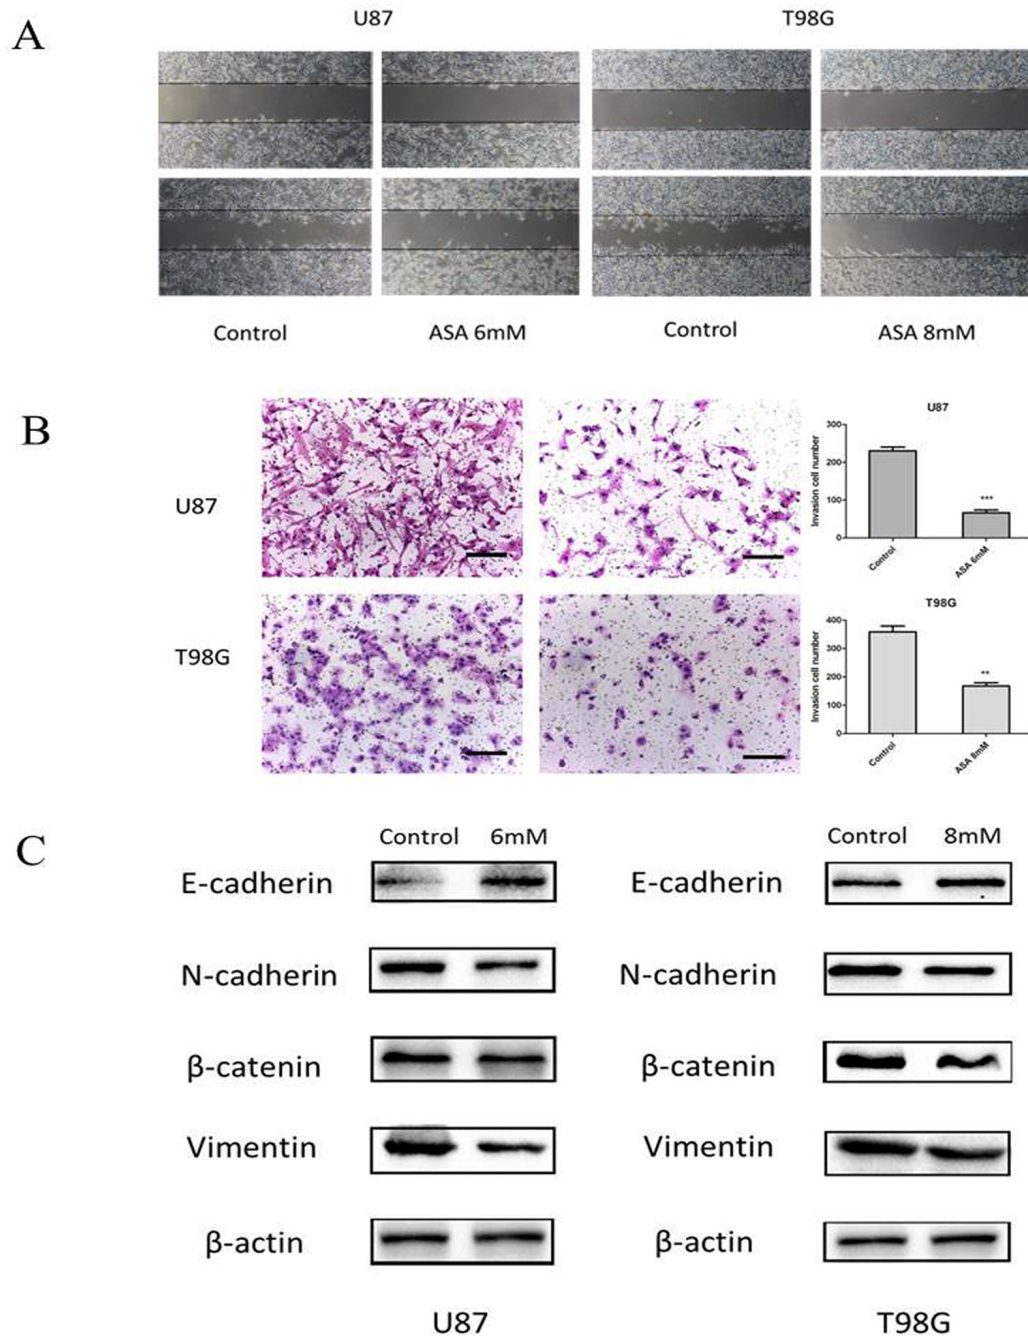 A
U87
T98G
Control
ASA 6mM
Control
ASA 8mM
B
U87
T98G
U87
Invasion cell number
300
200
100
0
***
Control
ASA 6mM
T98G
Invasion cell number
400
300
200
100
0
**
Control
ASA 8mM
C
Control 6mM
Control 8mM
E-cadherin
E-cadherin
N-cadherin
N-cadherin
β-catenin
β-catenin
Vimentin
Vimentin
β-actin
β-actin
U87
T98G